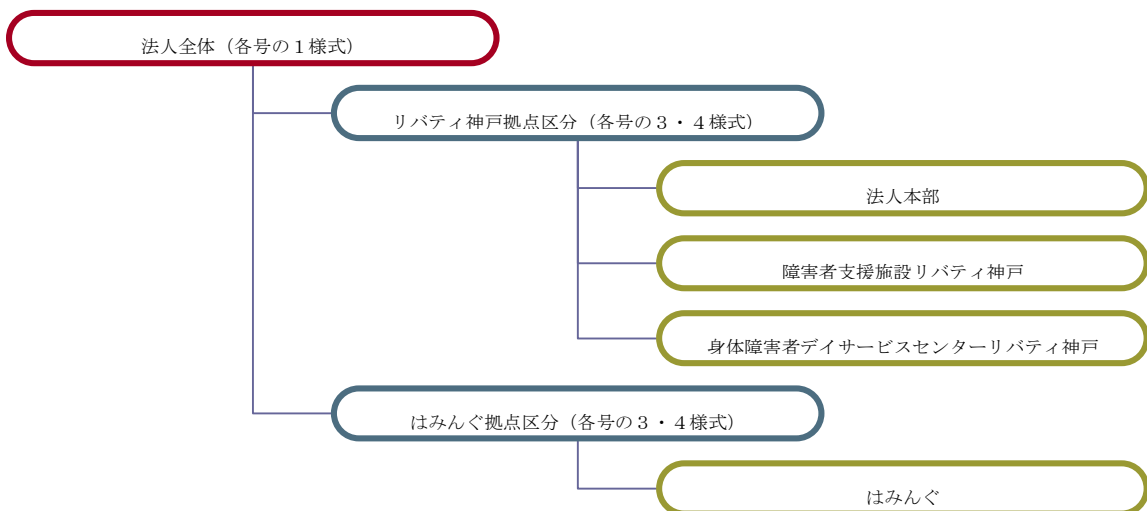 法人全体（各号の１様式）
リバティ神戸拠点区分（各号の３・４様式）
法人本部
障害者支援施設リバティ神戸
身体障害者デイサービスセンターリバティ神戸
はみんぐ拠点区分（各号の３・４様式）
はみんぐ